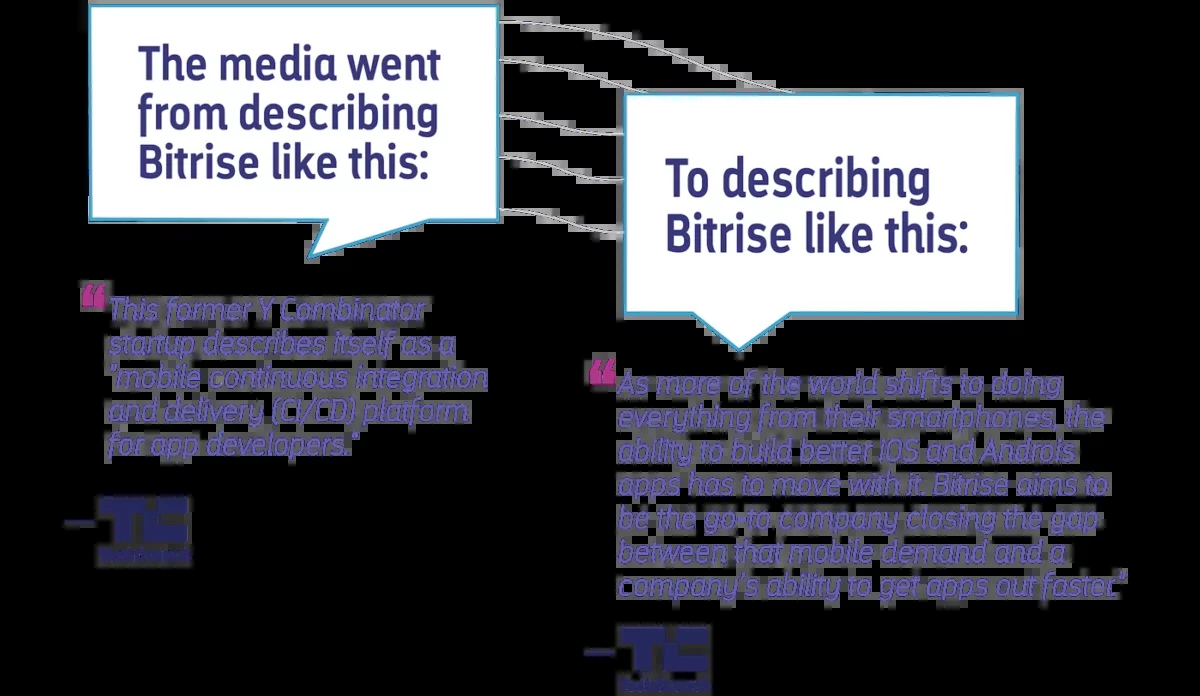 The media went
from describing
Bitrise like this:
To describing
Bitrise like this:
“This former Y Combinator
startup describes itself as a
'mobile continuous integration
and delivery (CI/CD) platform
for app developers.'
— TC
“As more of the world shifts to doing
everything from their smartphones, the
ability to build better iOS and Androis
apps has to move with it. Bitrise aims to
be the go-to company closing the gap
between that mobile demand and a
company's ability to get apps out faster."
— TC